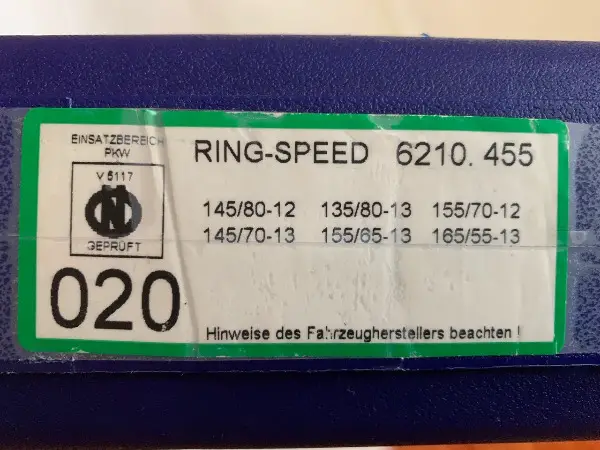 EINSATZBEREICH
PKW
V 5117
GEPRÜFT
020
RING-SPEED 6210. 455
145/80-12 135/80-13 155/70-12
145/70-13 155/65-13 165/55-13
Hinweise des Fahrzeugherstellers beachten !